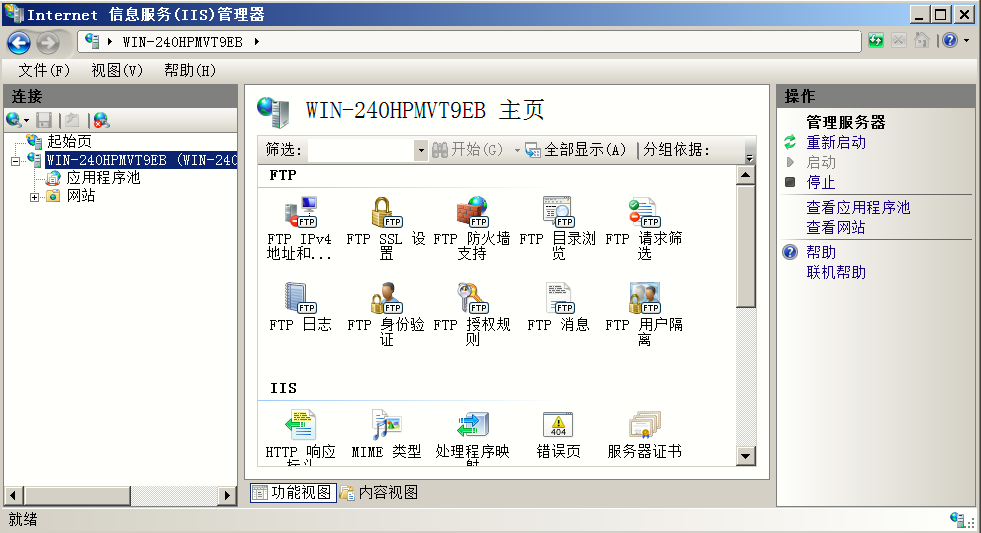 Internet 信息服务(IIS)管理器
WIN-240HPMVT9EB
文件(F) 视图(V) 帮助(H)
连接
起始页
WIN-240HPMVT9EB (WIN-240
应用程序池
网站
WIN-240HPMVT9EB 主页
筛选: 开始(G) 全部显示(A) 分组依据:
FTP
FTP IPv4 地址和...
FTP SSL 设置
FTP 防火墙支持
FTP 目录浏览
FTP 请求筛选
FTP 日志
FTP 身份验证
FTP 授权规则
FTP 消息
FTP 用户隔离
IIS
HTTP 响应标头
MIME 类型
处理程序映射
404
错误页
服务器证书
功能视图 内容视图
操作
管理服务器
重新启动
启动
停止
查看应用程序池
查看网站
帮助
联机帮助
就绪